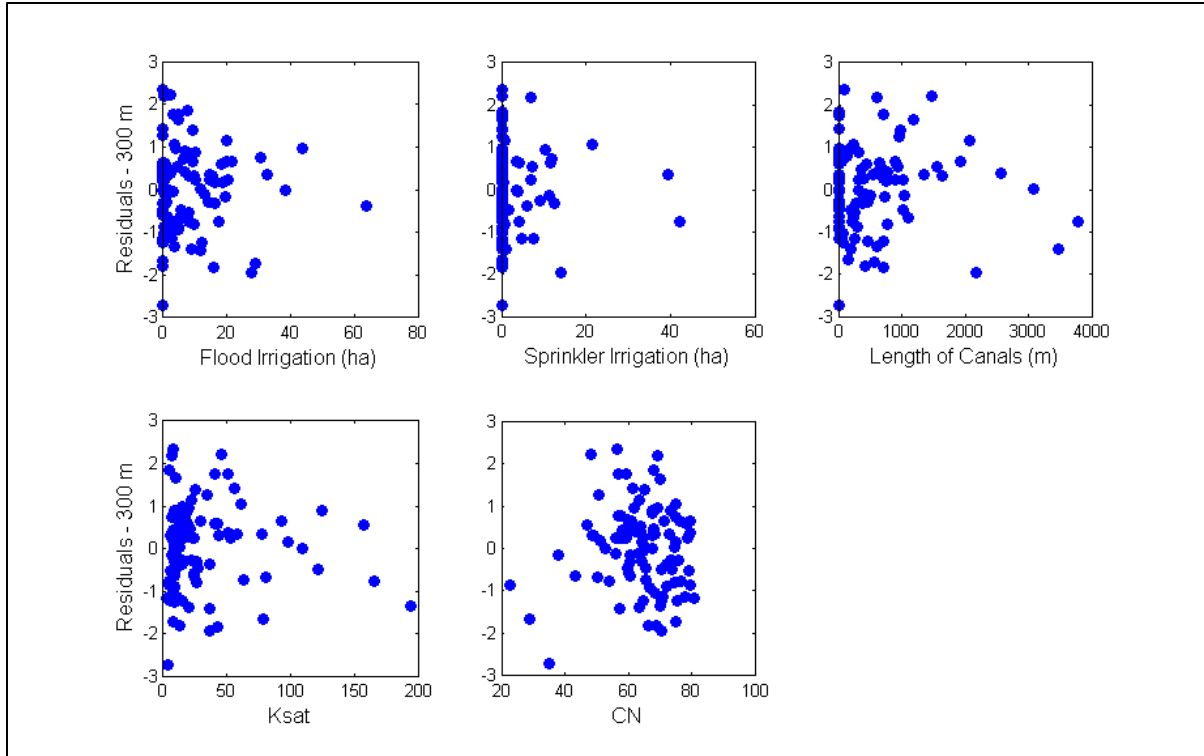 3
2
1
0
-1
-2
-3
0 20 40 60 80
Residuals - 300 m
Flood Irrigation (ha)
3
2
1
0
-1
-2
-3
0 20 40 60
Sprinkler Irrigation (ha)
3
2
1
0
-1
-2
-3
0 1000 2000 3000 4000
Length of Canals (m)
3
2
1
0
-1
-2
-3
0 50 100 150 200
Residuals - 300 m
Ksat
3
2
1
0
-1
-2
-3
20 40 60 80 100
CN